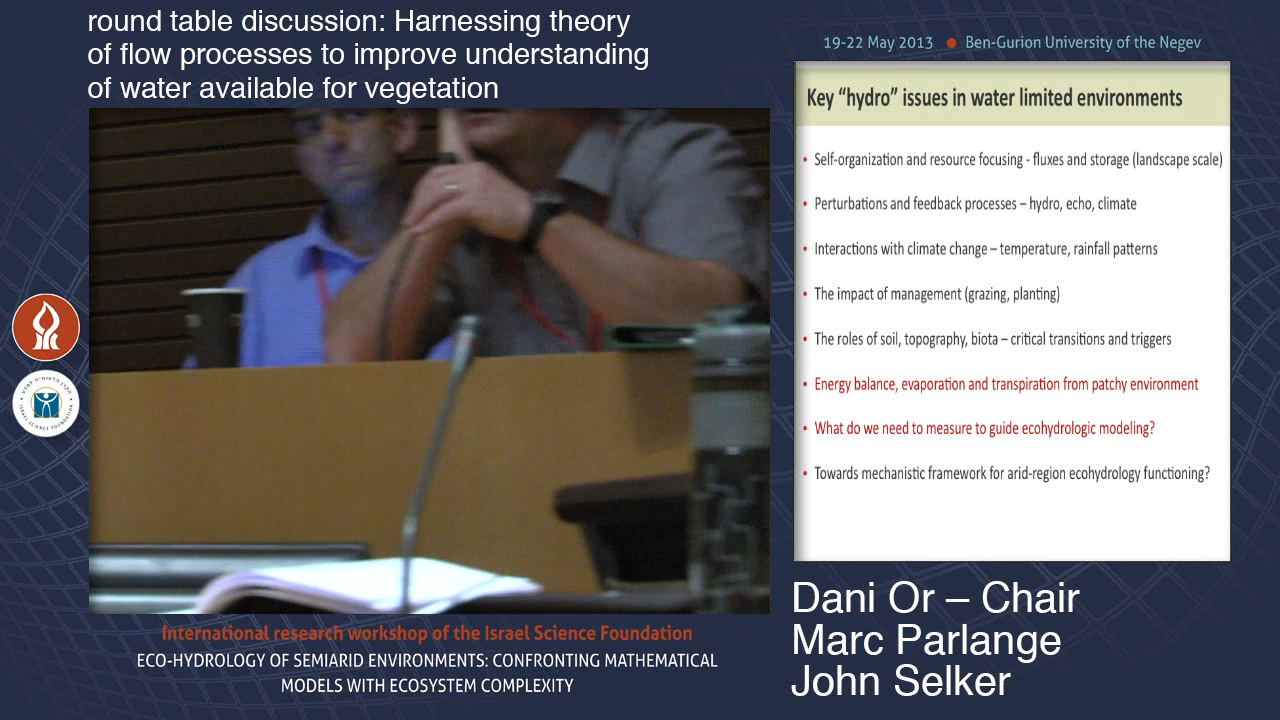 round table discussion: Harnessing theory
of flow processes to improve understanding
of water available for vegetation
19-22 May 2013 ● Ben-Gurion University of the Negev
Key “hydro” issues in water limited environments
• Self-organization and resource focusing - fluxes and storage (landscape scale)
• Perturbations and feedback processes – hydro, echo, climate
• Interactions with climate change – temperature, rainfall patterns
• The impact of management (grazing, planting)
• The roles of soil, topography, biota – critical transitions and triggers
• Energy balance, evaporation and transpiration from patchy environment
• What do we need to measure to guide ecohydrologic modeling?
• Towards mechanistic framework for arid-region ecohydrology functioning?
Dani Or – Chair
Marc Parlange
John Selker
International research workshop of the Israel Science Foundation
ECO-HYDROLOGY OF SEMIARID ENVIRONMENTS: CONFRONTING MATHEMATICAL
MODELS WITH ECOSYSTEM COMPLEXITY
ISRAEL SCIENCE FOUNDATION